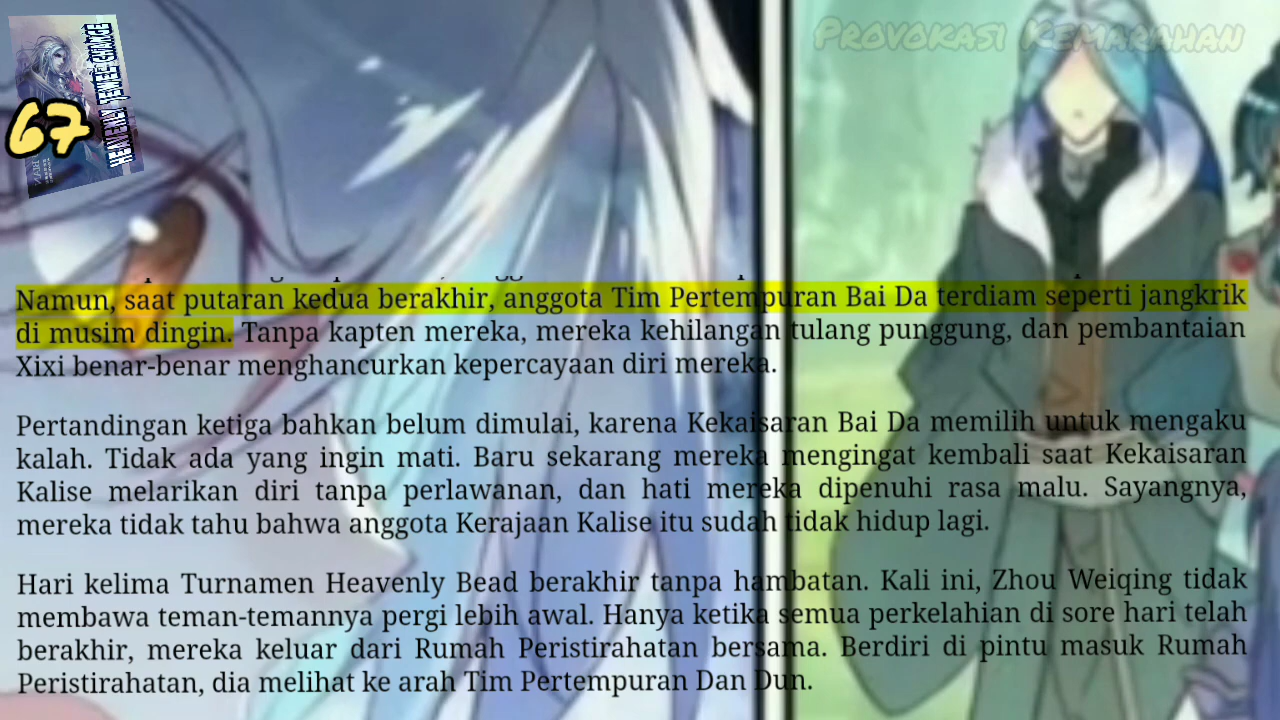 Provokasi Kemarahan
HEAVENLY JEWEL CHANGE
67
Namun, saat putaran kedua berakhir, anggota Tim Pertempuran Bai Da terdiam seperti jangkrik
di musim dingin. Tanpa kapten mereka, mereka kehilangan tulang punggung, dan pembantaian
Xixi benar-benar menghancurkan kepercayaan diri mereka.
Pertandingan ketiga bahkan belum dimulai, karena Kekaisaran Bai Da memilih untuk mengaku
kalah. Tidak ada yang ingin mati. Baru sekarang mereka mengingat kembali saat Kekaisaran
Kalise melarikan diri tanpa perlawanan, dan hati mereka dipenuhi rasa malu. Sayangnya,
mereka tidak tahu bahwa anggota Kerajaan Kalise itu sudah tidak hidup lagi.
Hari kelima Turnamen Heavenly Bead berakhir tanpa hambatan. Kali ini, Zhou Weiqing tidak
membawa teman-temannya pergi lebih awal. Hanya ketika semua perkelahian di sore hari telah
berakhir, mereka keluar dari Rumah Peristirahatan bersama. Berdiri di pintu masuk Rumah
Peristirahatan, dia melihat ke arah Tim Pertempuran Dan Dun.